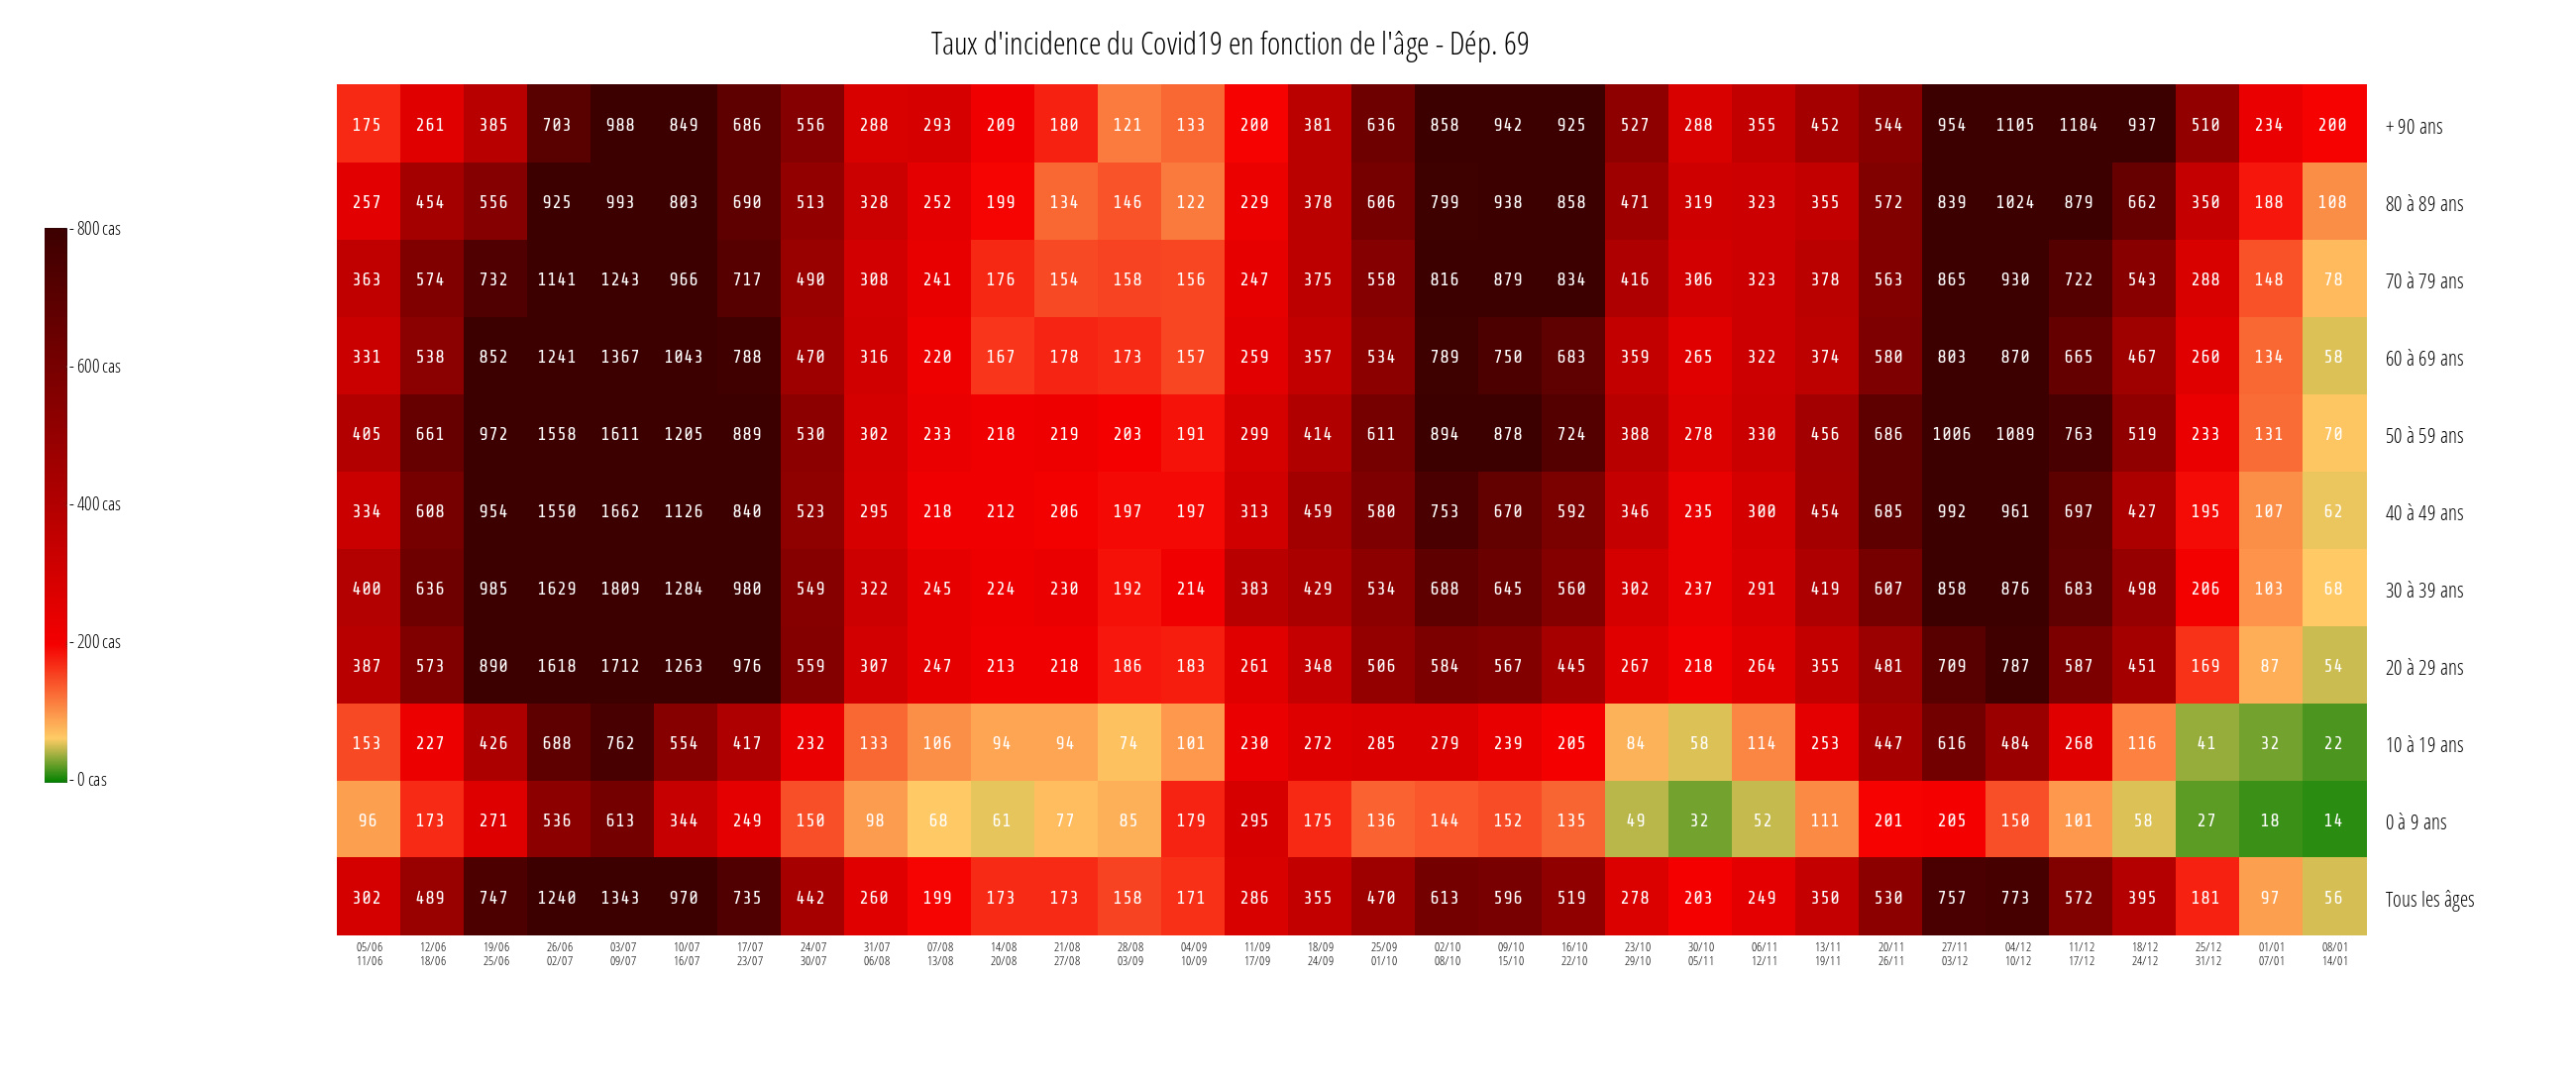 Taux d'incidence du Covid19 en fonction de l'âge - Dép. 69
175 261 385 703 988 849 686 556 288 293 209 180 121 133 200 381 636 858 942 925 527 288 355 452 544 954 1105 1184 937 510 234 200 + 90 ans
257 454 556 925 993 803 690 513 328 252 199 134 146 122 229 378 606 799 938 858 471 319 323 355 572 839 1024 879 662 350 188 108 80 à 89 ans
- 800 cas
363 574 732 1141 1243 966 717 490 308 241 176 154 158 156 247 375 558 816 879 834 416 306 323 378 563 865 930 722 543 288 148 78 70 à 79 ans
331 538 852 1241 1367 1043 788 470 316 220 167 178 173 157 259 357 534 789 750 683 359 265 322 374 580 803 870 665 467 260 134 58 60 à 69 ans
- 600 cas
405 661 972 1558 1611 1205 889 530 302 233 218 219 203 191 299 414 611 894 878 724 388 278 330 456 686 1006 1089 763 519 233 131 70 50 à 59 ans
- 400 cas
334 608 954 1550 1662 1126 840 523 295 218 212 206 197 197 313 459 580 753 670 592 346 235 300 454 685 992 961 697 427 195 107 62 40 à 49 ans
400 636 985 1629 1809 1284 980 549 322 245 224 230 192 214 383 429 534 688 645 560 302 237 291 419 607 858 876 683 498 206 103 68 30 à 39 ans
- 200 cas
387 573 890 1618 1712 1263 976 559 307 247 213 218 186 183 261 348 506 584 567 445 267 218 264 355 481 709 787 587 451 169 87 54 20 à 29 ans
153 227 426 688 762 554 417 232 133 106 94 94 74 101 230 272 285 279 239 205 84 58 114 253 447 616 484 268 116 41 32 22 10 à 19 ans
- 0 cas
96 173 271 536 613 344 249 150 98 68 61 77 85 179 295 175 136 144 152 135 49 32 52 111 201 205 150 101 58 27 18 14 0 à 9 ans
302 489 747 1240 1343 970 735 442 260 199 173 173 158 171 286 355 470 613 596 519 278 203 249 350 530 757 773 572 395 181 97 56 Tous les âges
05/06 12/06 19/06 26/06 03/07 10/07 17/07 24/07 31/07 07/08 14/08 21/08 28/08 04/09 11/09 18/09 25/09 02/10 09/10 16/10 23/10 30/10 06/11 13/11 20/11 27/11 04/12 11/12 18/12 25/12 01/01 08/01
11/06 18/06 25/06 02/07 09/07 16/07 23/07 30/07 06/08 13/08 20/08 27/08 03/09 10/09 17/09 24/09 01/10 08/10 15/10 22/10 29/10 05/11 12/11 19/11 26/11 03/12 10/12 17/12 24/12 31/12 07/01 14/01